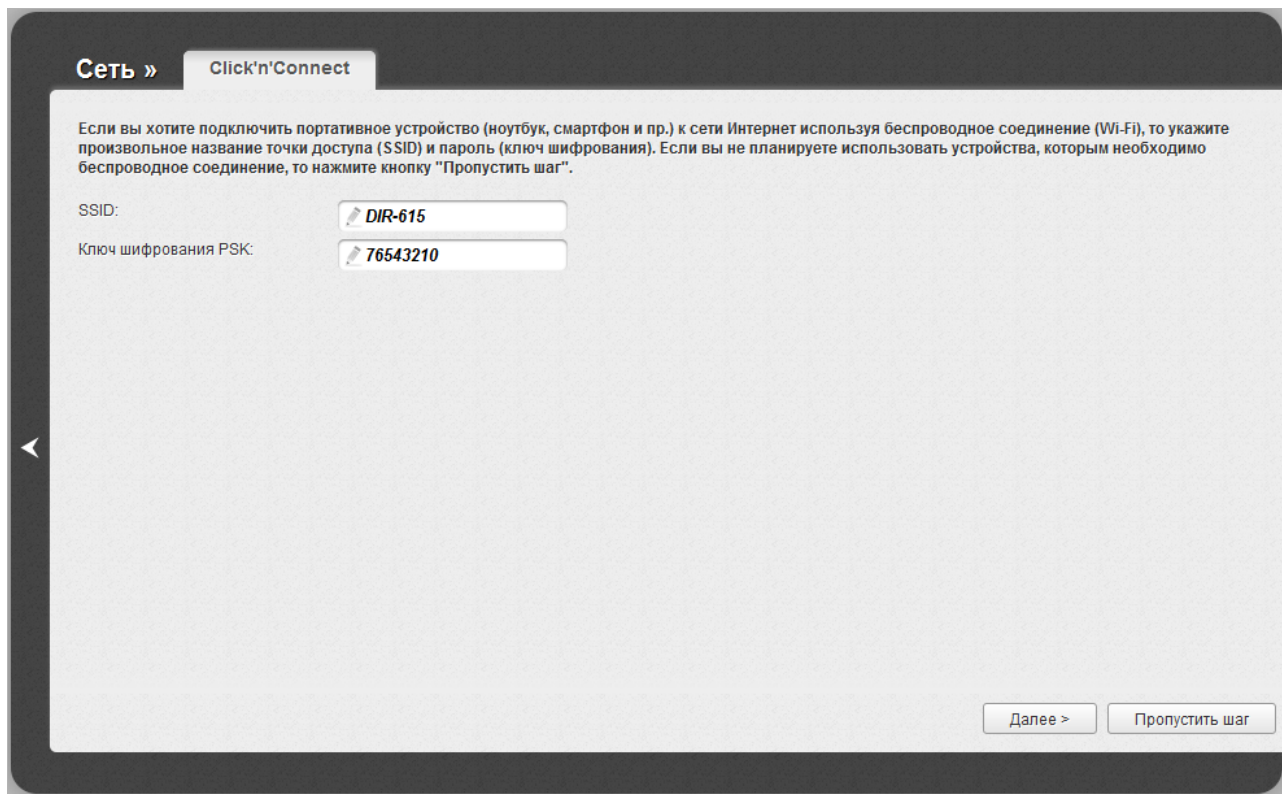 Сеть »
Click'n'Connect
Если вы хотите подключить портативное устройство (ноутбук, смартфон и пр.) к сети Интернет используя беспроводное соединение (Wi-Fi), то укажите
произвольное название точки доступа (SSID) и пароль (ключ шифрования). Если вы не планируете использовать устройства, которым необходимо
беспроводное соединение, то нажмите кнопку "Пропустить шаг".
SSID:
DIR-615
Ключ шифрования PSK:
76543210
Далее >
Пропустить шаг